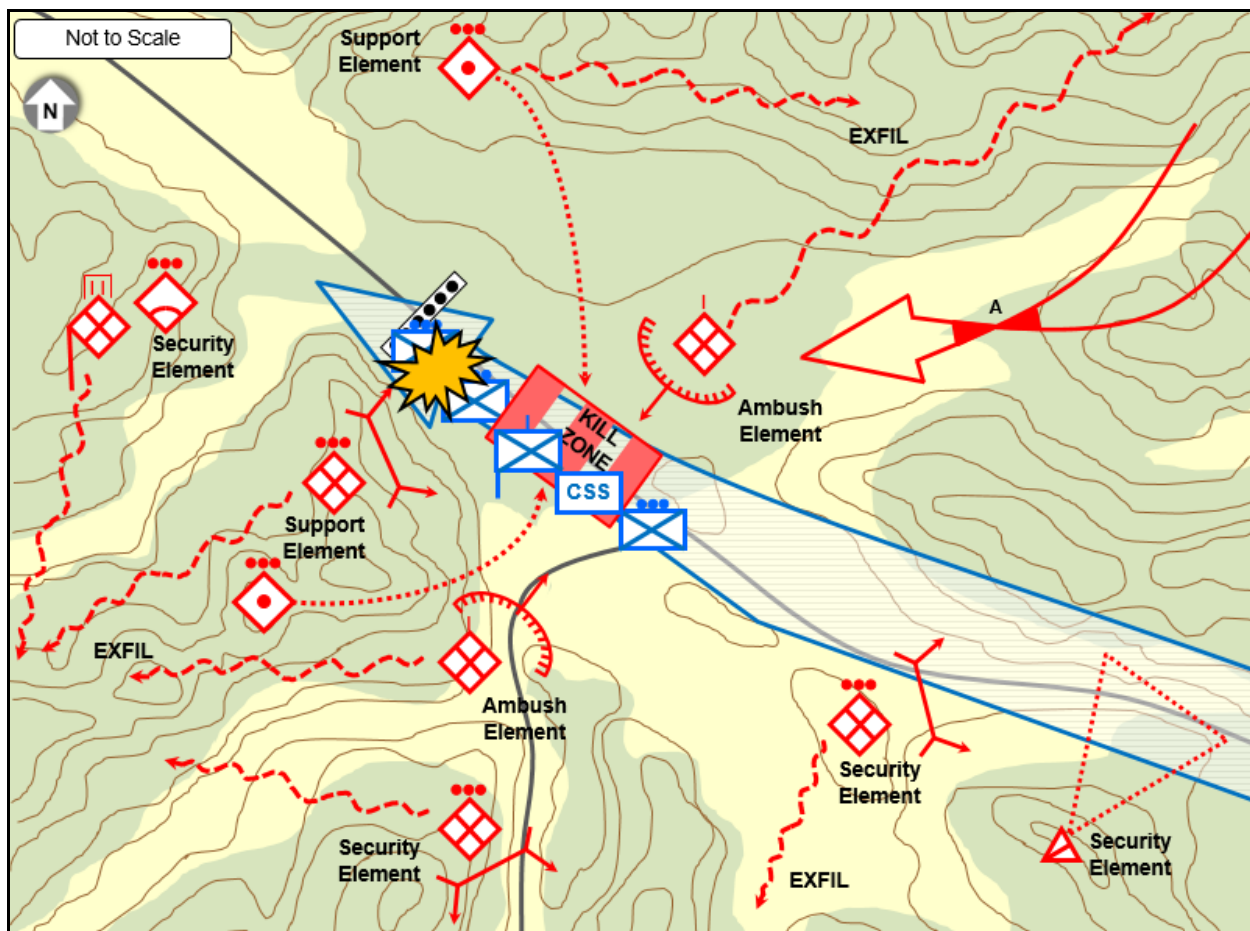 Not to Scale
N
Support
Element
EXFIL
A
Security
Element
Ambush
Element
KILL
ZONE
CSS
Support
Element
EXFIL
Ambush
Element
Security
Element
EXFIL
Security
Element
Security
Element